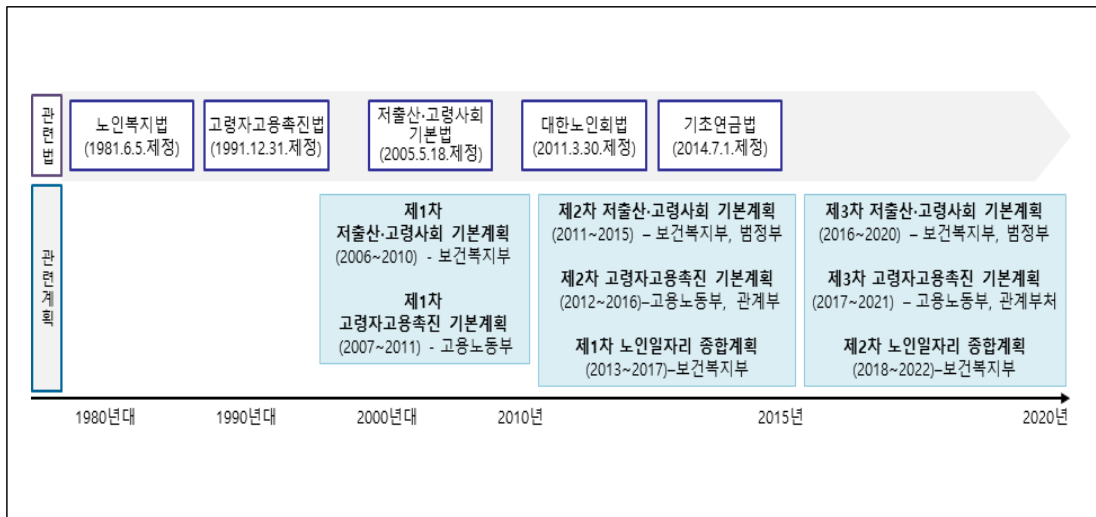 관련법
노인복지법
(1981.6.5.제정)
고령자고용촉진법
(1991.12.31.제정)
저출산·고령사회
기본법
(2005.5.18.제정)
대한노인회법
(2011.3.30.제정)
기초연금법
(2014.7.1.제정)
관련계획
제1차
저출산·고령사회 기본계획
(2006~2010) - 보건복지부
제1차
고령자고용촉진 기본계획
(2007~2011) - 고용노동부
제2차 저출산·고령사회 기본계획
(2011~2015) – 보건복지부, 범정부
제2차 고령자고용촉진 기본계획
(2012~2016)–고용노동부, 관계부
제1차 노인일자리 종합계획
(2013~2017)–보건복지부
제3차 저출산·고령사회 기본계획
(2016~2020) – 보건복지부, 범정부
제3차 고령자고용촉진 기본계획
(2017~2021) – 고용노동부, 관계부처
제2차 노인일자리 종합계획
(2018~2022)–보건복지부
1980년대
1990년대
2000년대
2010년
2015년
2020년